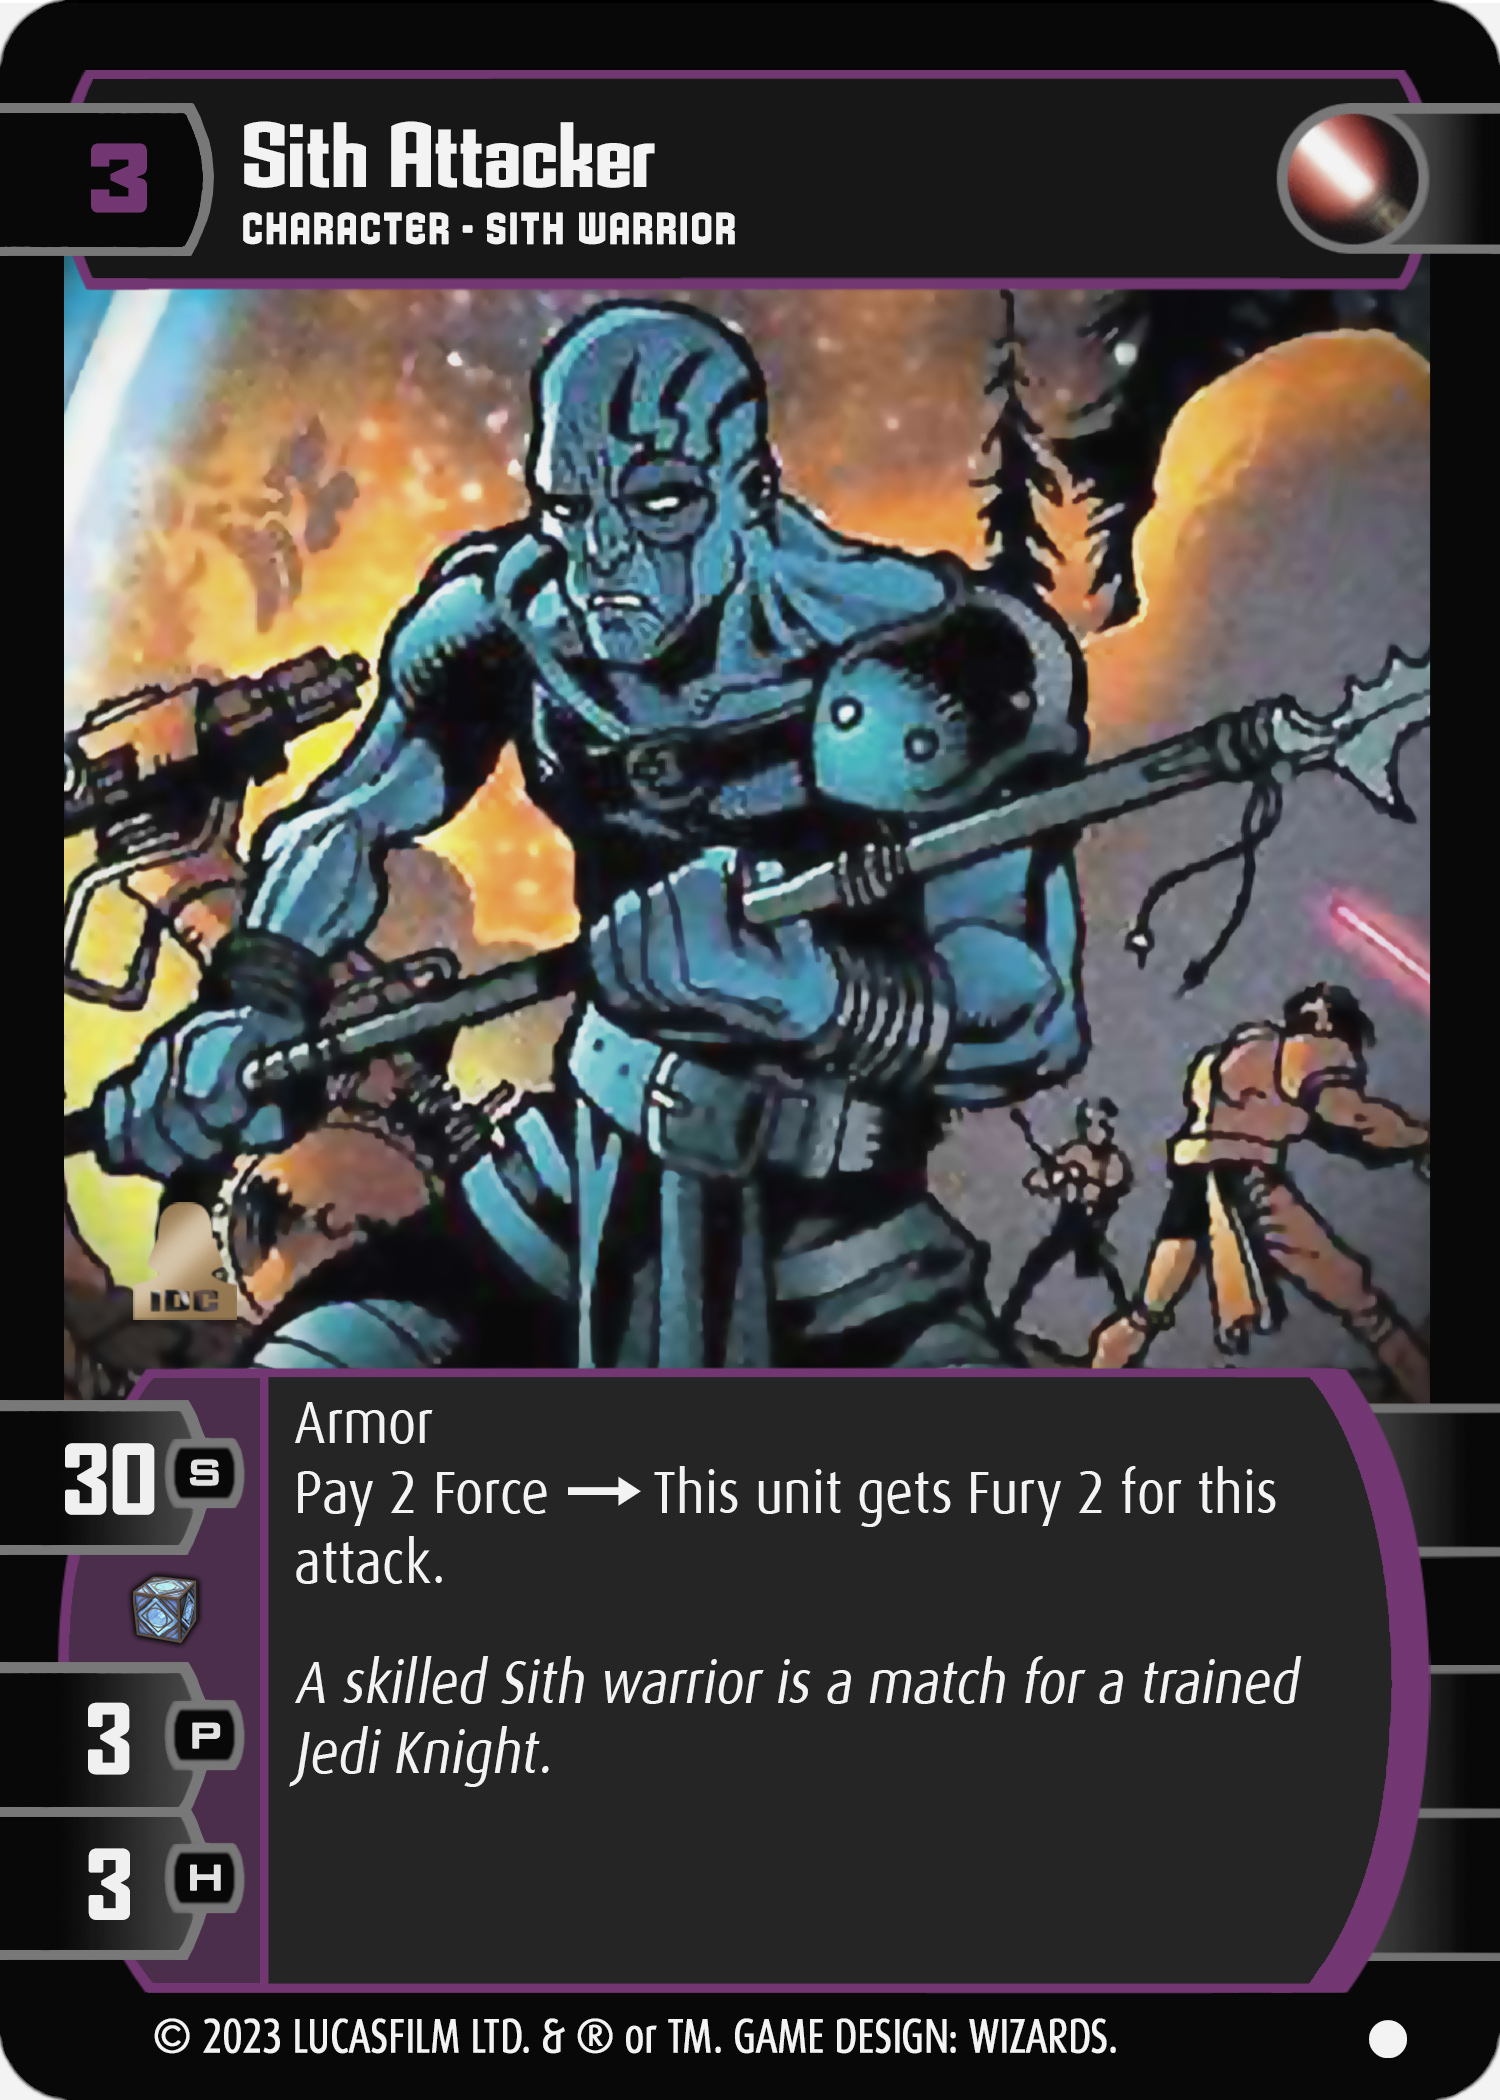 3
Sith Attacker
CHARACTER - SITH WARRIOR
IDC
30 S
3 P
3 H
Armor
Pay 2 Force → This unit gets Fury 2 for this
attack.
A skilled Sith warrior is a match for a trained
Jedi Knight.
© 2023 LUCASFILM LTD. & ® or TM. GAME DESIGN: WIZARDS.